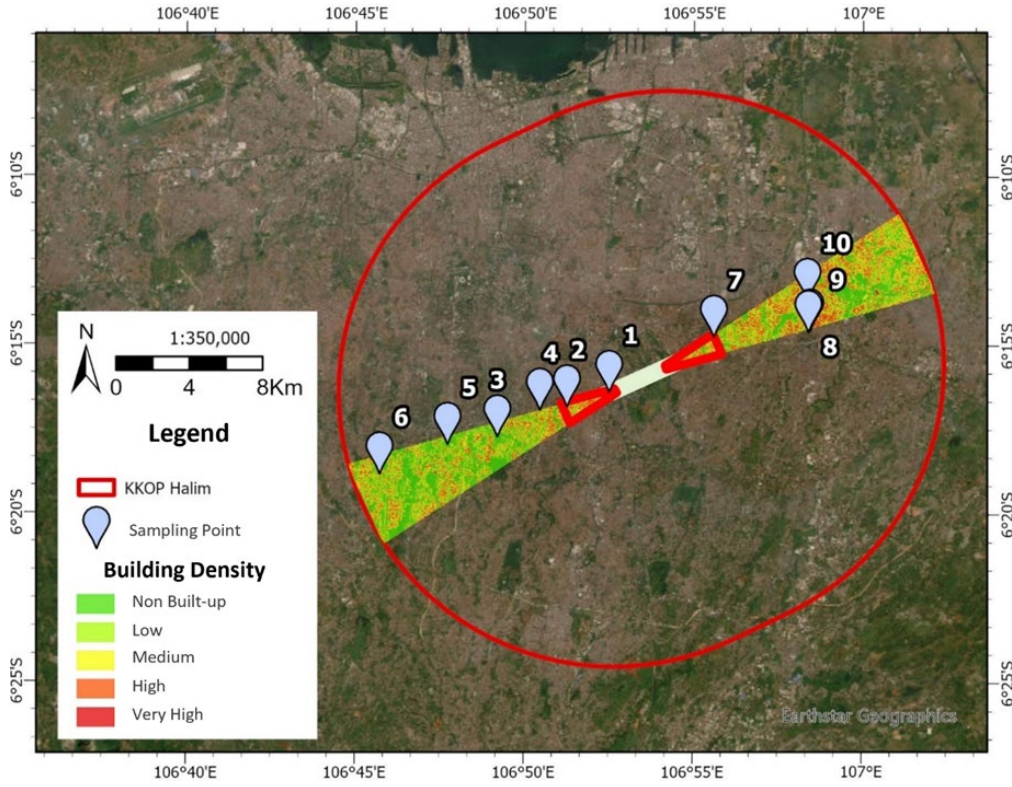 106°40'E 106°45'E 106°50'E 106°55'E 107°E
6°10'S 6°10'S
10
9
7
8
6°15'S 6°15'S
1
2
4
3
5
6
N
1:350,000
0 4 8Km
Legend
KKOP Halim
Sampling Point
Building Density
Non Built-up
Low
Medium
High
Very High
6°20'S 6°20'S
6°25'S 6°25'S
Earthstar Geographics
106°40'E 106°45'E 106°50'E 106°55'E 107°E